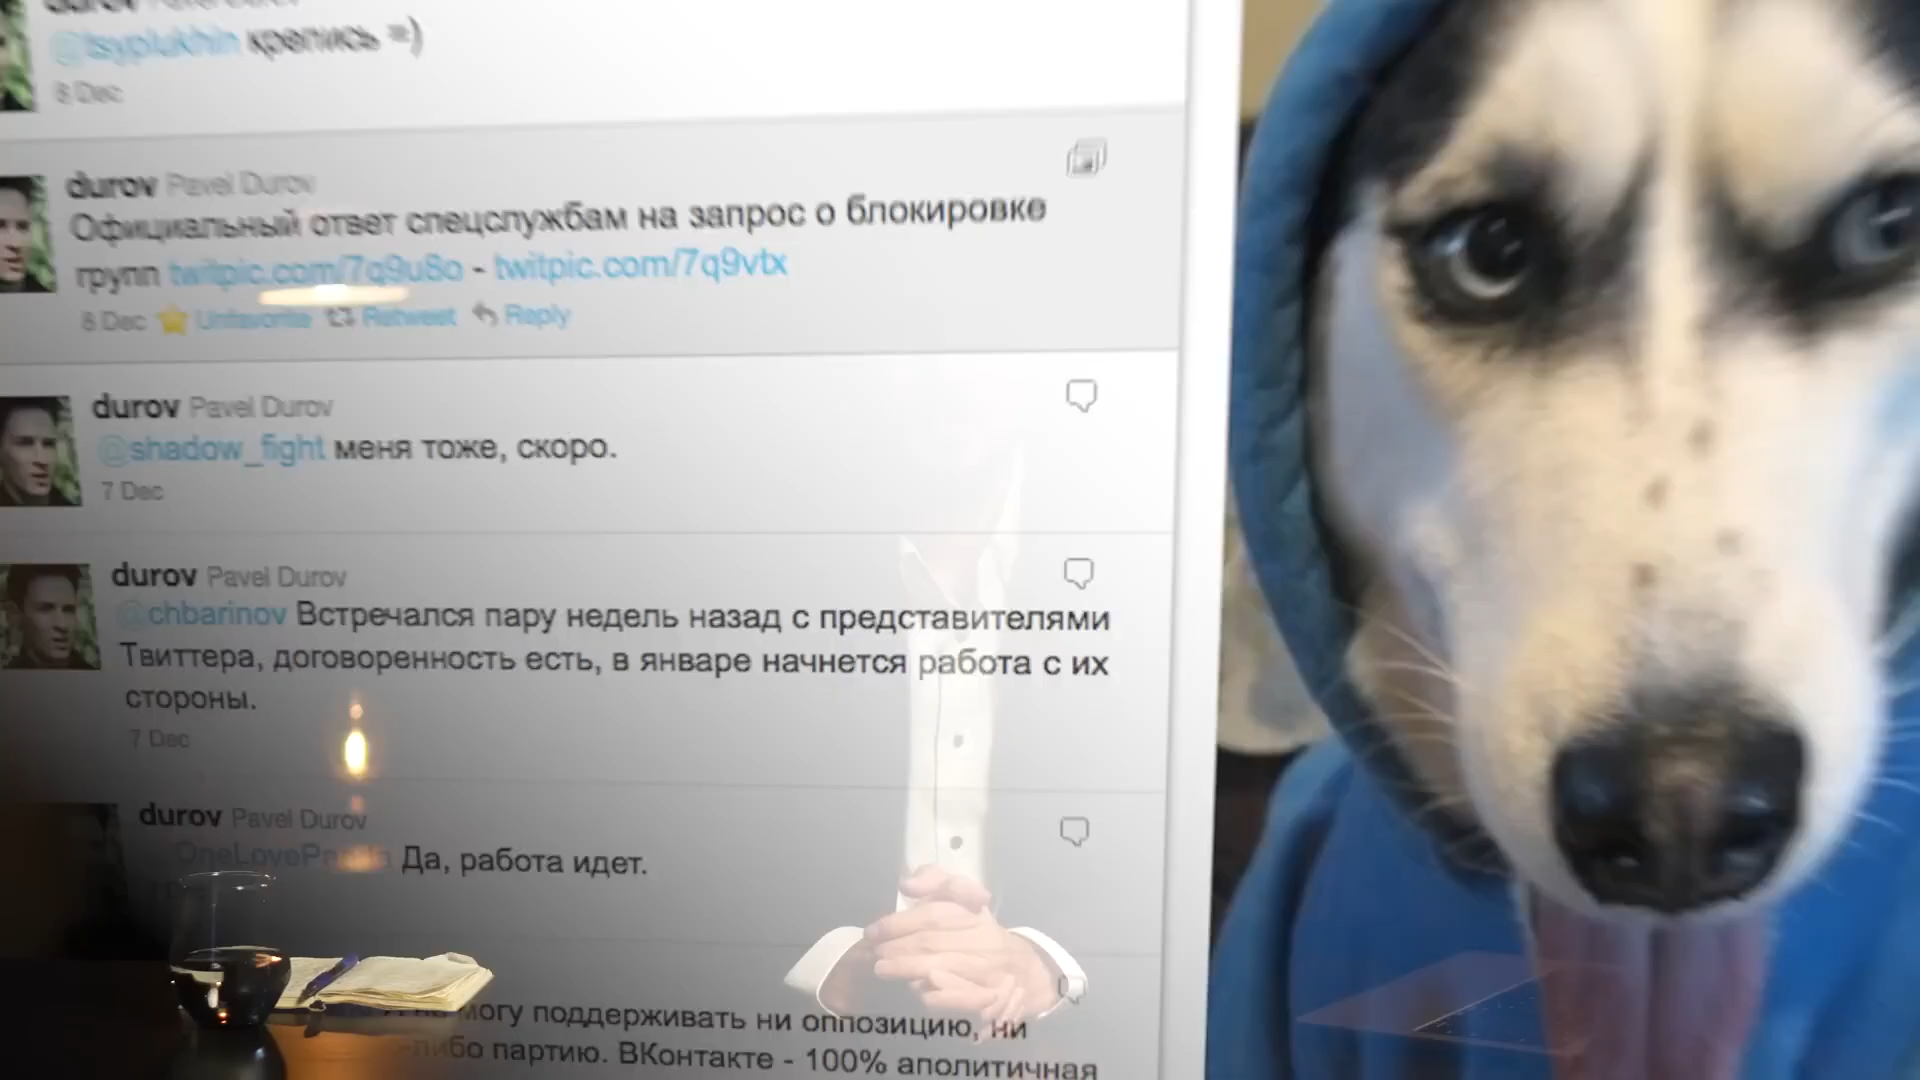 @tsyplukhin крепись =)
8 Dec
durov Pavel Durov
Официальный ответ спецслужбам на запрос о блокировке
групп twitpic.com/7q9u8o - twitpic.com/7q9vtx
8 Dec Unfavorite Retweet Reply
durov Pavel Durov
@shadow_fight меня тоже, скоро.
7 Dec
durov Pavel Durov
@chbarinov Встречался пару недель назад с представителями
Твиттера, договоренность есть, в январе начнется работа с их
стороны.
7 Dec
durov Pavel Durov
Да, работа идет.
могу поддерживать ни оппозицию, ни
партию. ВКонтакте - 100% аполитичная